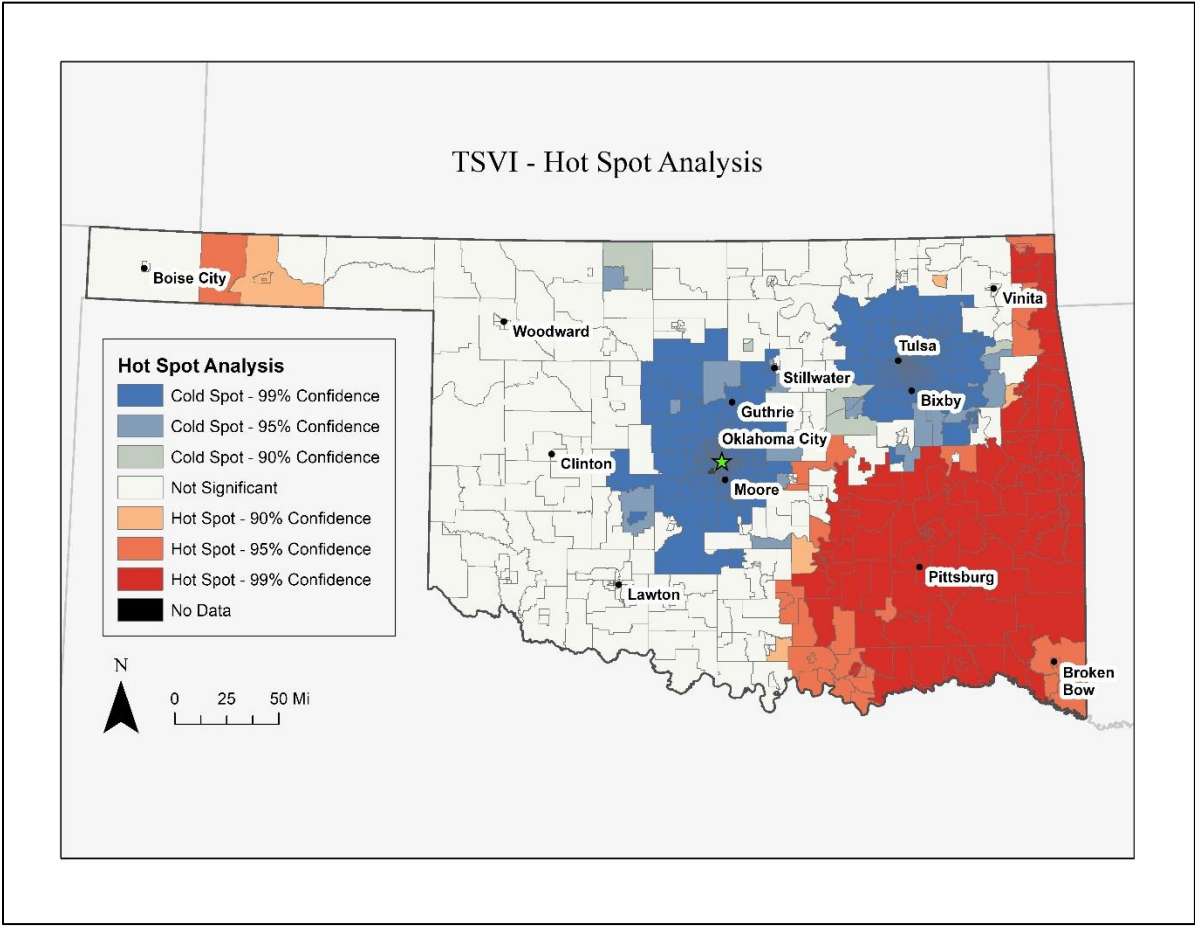 TSVI - Hot Spot Analysis
Boise City
Woodward
Vinita
Tulsa
Stillwater
Bixby
Guthrie
Oklahoma City
Clinton
Moore
Pittsburg
Lawton
Broken
Bow
Hot Spot Analysis
Cold Spot - 99% Confidence
Cold Spot - 95% Confidence
Cold Spot - 90% Confidence
Not Significant
Hot Spot - 90% Confidence
Hot Spot - 95% Confidence
Hot Spot - 99% Confidence
No Data
N
0 25 50 Mi